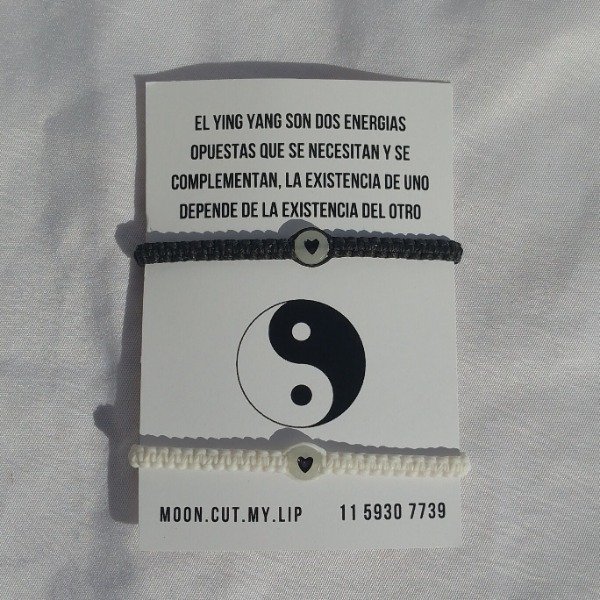 EL YING YANG SON DOS ENERGIAS
OPUESTAS QUE SE NECESITAN Y SE
COMPLEMENTAN, LA EXISTENCIA DE UNO
DEPENDE DE LA EXISTENCIA DEL OTRO
MOON.CUT.MY.LIP 11 5930 7739